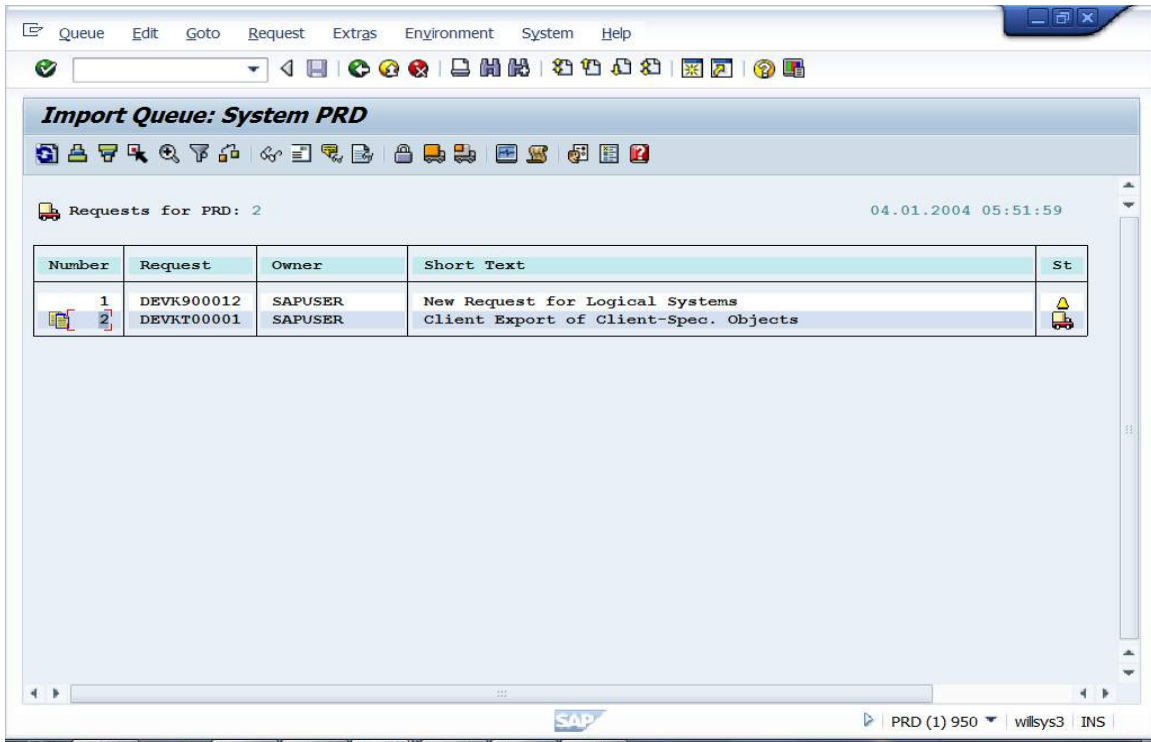 Queue Edit Goto Request Extras Environment System Help
Import Queue: System PRD
Requests for PRD: 2 04.01.2004 05:51:59
Number Request Owner Short Text St
1 DEVK900012 SAPUSER New Request for Logical Systems
2 DEVKT00001 SAPUSER Client Export of Client-Spec. Objects
SAP PRD (1) 950 willsys3 INS